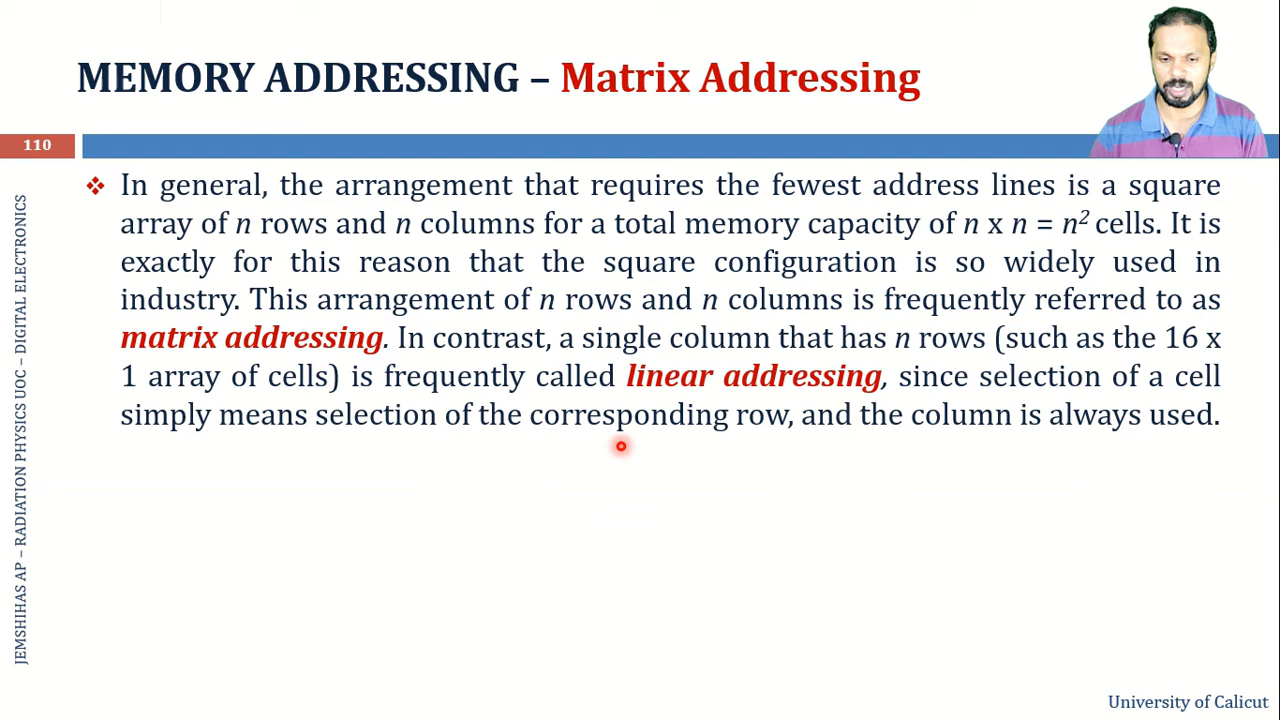 MEMORY ADDRESSING – Matrix Addressing
110
❖ In general, the arrangement that requires the fewest address lines is a square
array of n rows and n columns for a total memory capacity of n x n = n² cells. It is
exactly for this reason that the square configuration is so widely used in
industry. This arrangement of n rows and n columns is frequently referred to as
matrix addressing. In contrast, a single column that has n rows (such as the 16 x
1 array of cells) is frequently called linear addressing, since selection of a cell
simply means selection of the corresponding row, and the column is always used.
JEMSHIHAS AP – RADIATION PHYSICS UOC – DIGITAL ELECTRONICS
University of Calicut